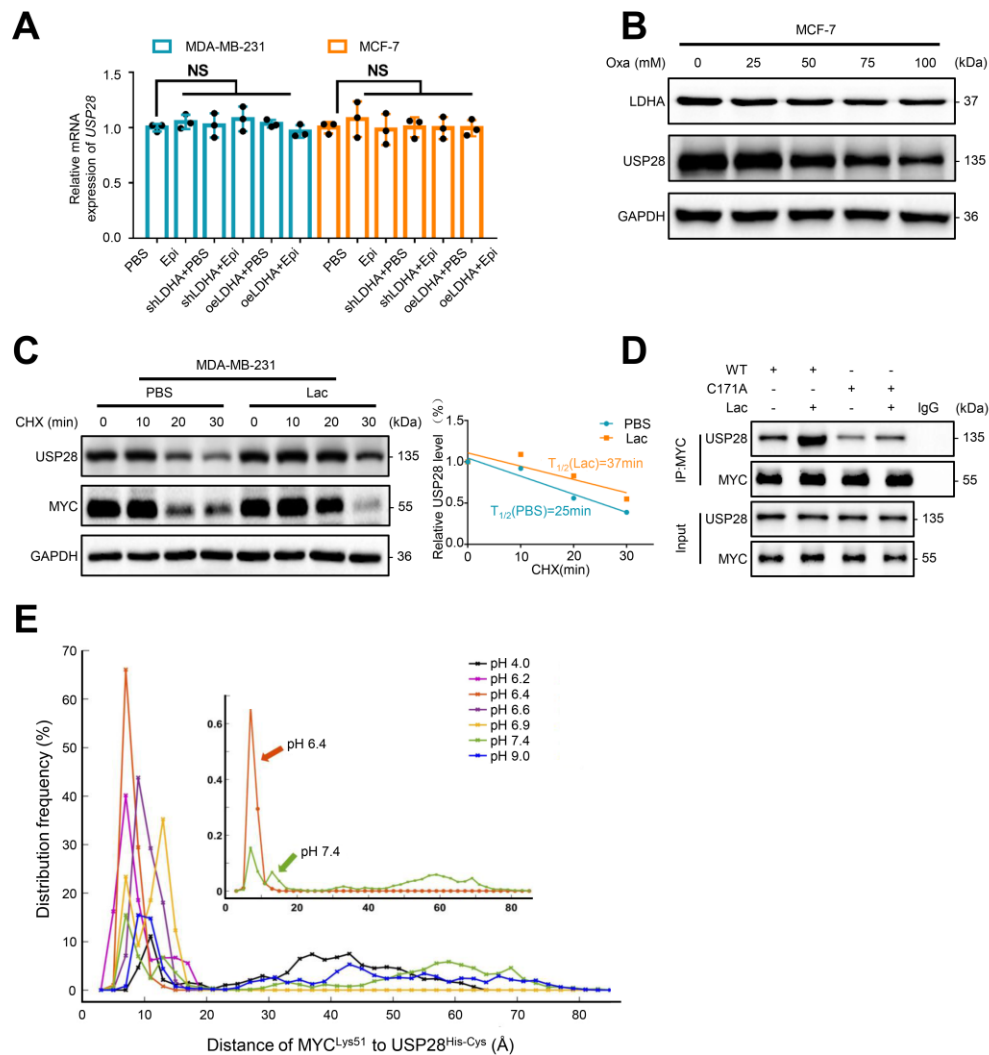 A
MDA-MB-231 MCF-7
Relative mRNA
expression of USP28
1.5
1.0
0.5
0.0
NS NS
PBS Epi shLDHA+PBS shLDHA+Epi oeLDHA+PBS oeLDHA+Epi PBS Epi shLDHA+PBS shLDHA+Epi oeLDHA+PBS oeLDHA+Epi
B
MCF-7
Oxa (mM) 0 25 50 75 100 (kDa)
LDHA 37
USP28 135
GAPDH 36
C
MDA-MB-231
PBS Lac
CHX (min) 0 10 20 30 0 10 20 30 (kDa)
USP28 135
MYC 55
GAPDH 36
Relative USP28 level (%)
1.5
1.0
0.5
0.0
PBS
Lac
T1/2(Lac)=37min
T1/2(PBS)=25min
0 10 20 30
CHX(min)
D
WT + + - -
C171A - - + +
Lac - + - + IgG (kDa)
IP:MYC
USP28 135
MYC 55
Input
USP28 135
MYC 55
E
Distribution frequency (%)
70
60
50
40
30
20
10
0
0 10 20 30 40 50 60 70 80
Distance of MYCLys51 to USP28His-Cys (Å)
pH 4.0
pH 6.2
pH 6.4
pH 6.6
pH 6.9
pH 7.4
pH 9.0
0.6
0.4
0.2
0
0 20 40 60 80
pH 6.4
pH 7.4